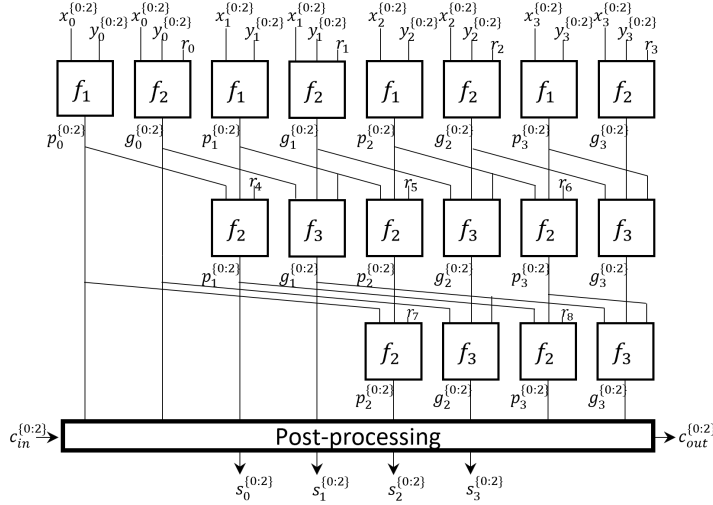 x_0^{0:2} y_0^{0:2} x_0^{0:2} y_0^{0:2} r_0 x_1^{0:2} y_1^{0:2} x_1^{0:2} y_1^{0:2} r_1 x_2^{0:2} y_2^{0:2} x_2^{0:2} y_2^{0:2} r_2 x_3^{0:2} y_3^{0:2} x_3^{0:2} y_3^{0:2} r_3
f_1 f_2 f_1 f_2 f_1 f_2 f_1 f_2
p_0^{0:2} g_0^{0:2} p_1^{0:2} g_1^{0:2} p_2^{0:2} g_2^{0:2} p_3^{0:2} g_3^{0:2}
r_4 r_5 r_6
f_2 f_3 f_2 f_3 f_2 f_3
p_1^{0:2} g_1^{0:2} p_2^{0:2} g_2^{0:2} p_3^{0:2} g_3^{0:2}
r_7 r_8
f_2 f_3 f_2 f_3
p_2^{0:2} g_2^{0:2} p_3^{0:2} g_3^{0:2}
c_in^{0:2} Post-processing c_out^{0:2}
s_0^{0:2} s_1^{0:2} s_2^{0:2} s_3^{0:2}